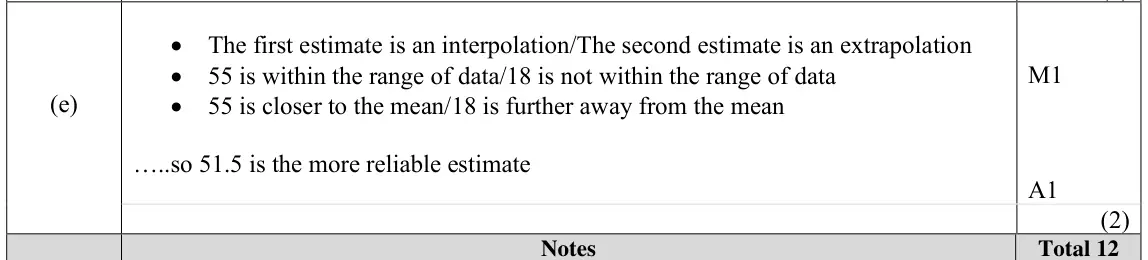 • The first estimate is an interpolation/The second estimate is an extrapolation
• 55 is within the range of data/18 is not within the range of data
M1
(e)
• 55 is closer to the mean/18 is further away from the mean
…..so 51.5 is the more reliable estimate
A1
(2)
Notes Total 12